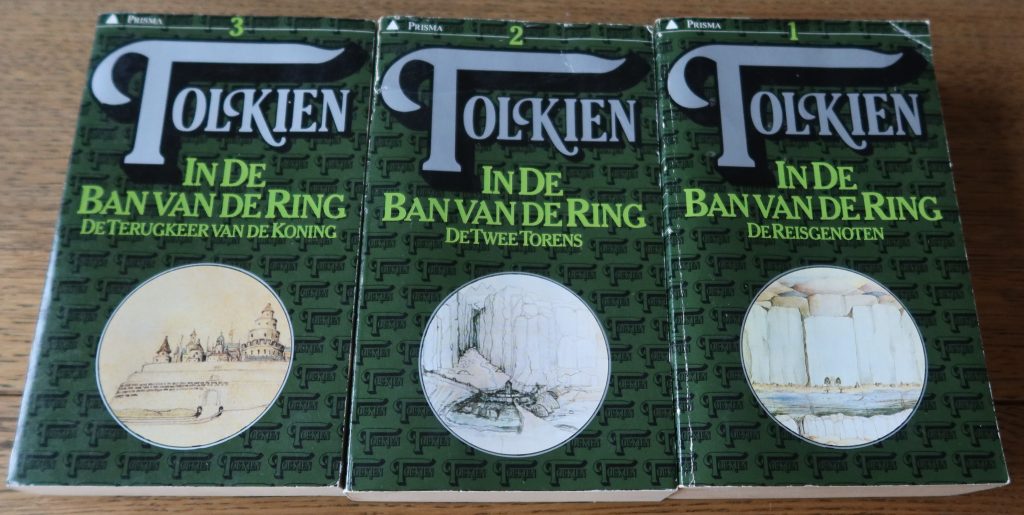 PRISMA
3
TOLKIEN
IN DE
BAN VAN DE RING
DE TERUGKEER VAN DE KONING
PRISMA
2
TOLKIEN
IN DE
BAN VAN DE RING
DE TWEE TORENS
PRISMA
1
TOLKIEN
IN DE
BAN VAN DE RING
DE REISGENOTEN